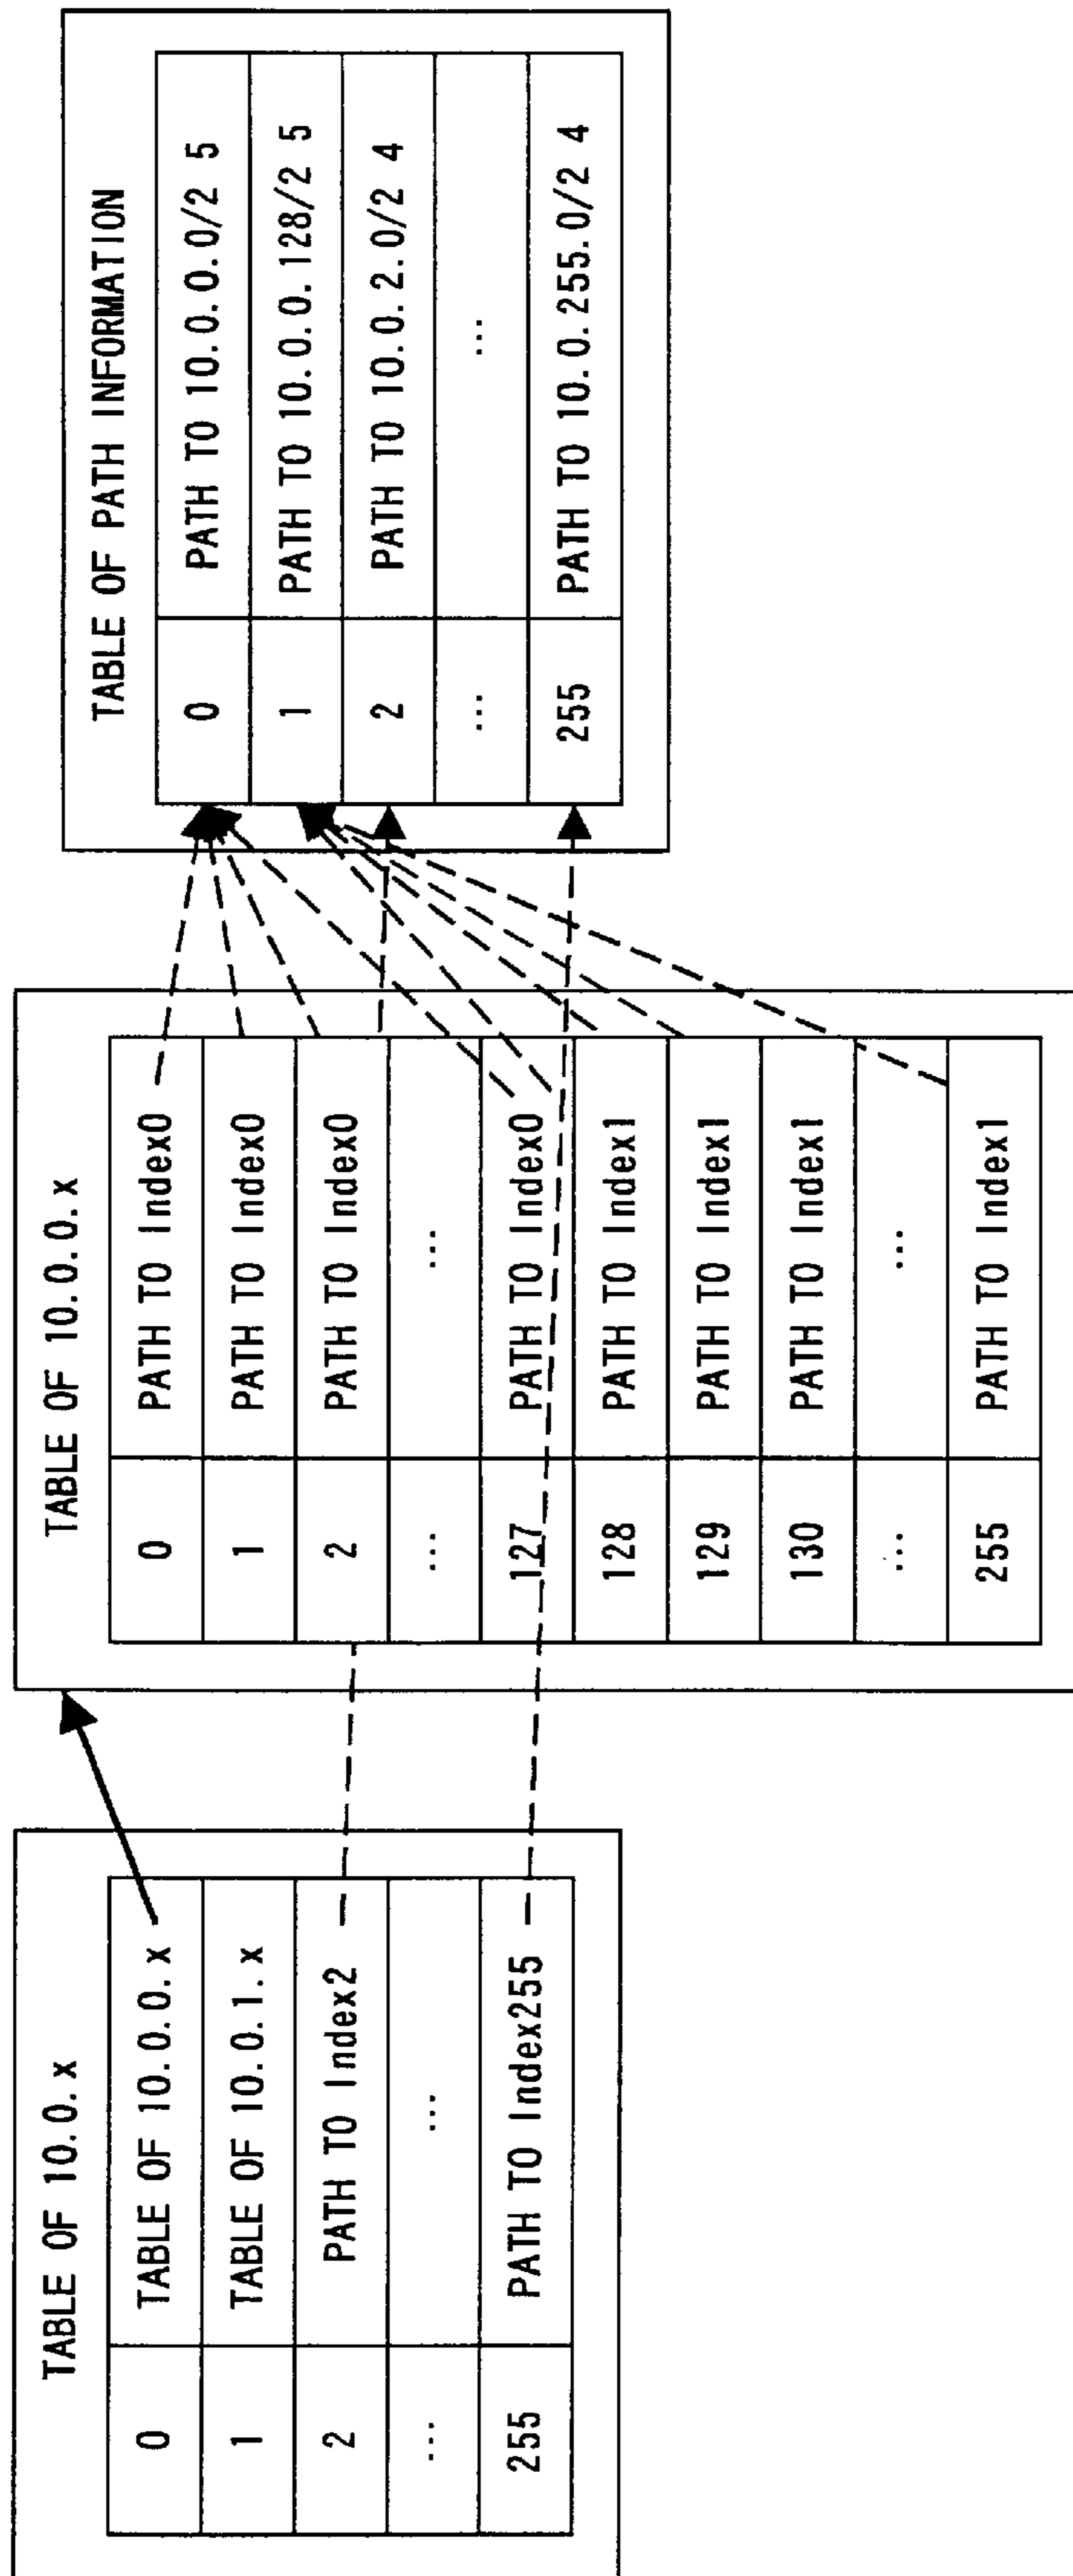 TABLE OF 10.0.x
0 TABLE OF 10.0.0.x
1 TABLE OF 10.0.1.x
2 PATH TO Index2
... ...
255 PATH TO Index255
TABLE OF 10.0.0.x
0 PATH TO Index0
1 PATH TO Index0
2 PATH TO Index0
... ...
127 PATH TO Index0
128 PATH TO Index1
129 PATH TO Index1
130 PATH TO Index1
... ...
255 PATH TO Index1
TABLE OF PATH INFORMATION
0 PATH TO 10.0.0.0/2 5
1 PATH TO 10.0.0.128/2 5
2 PATH TO 10.0.2.0/2 4
... ...
255 PATH TO 10.0.255.0/2 4